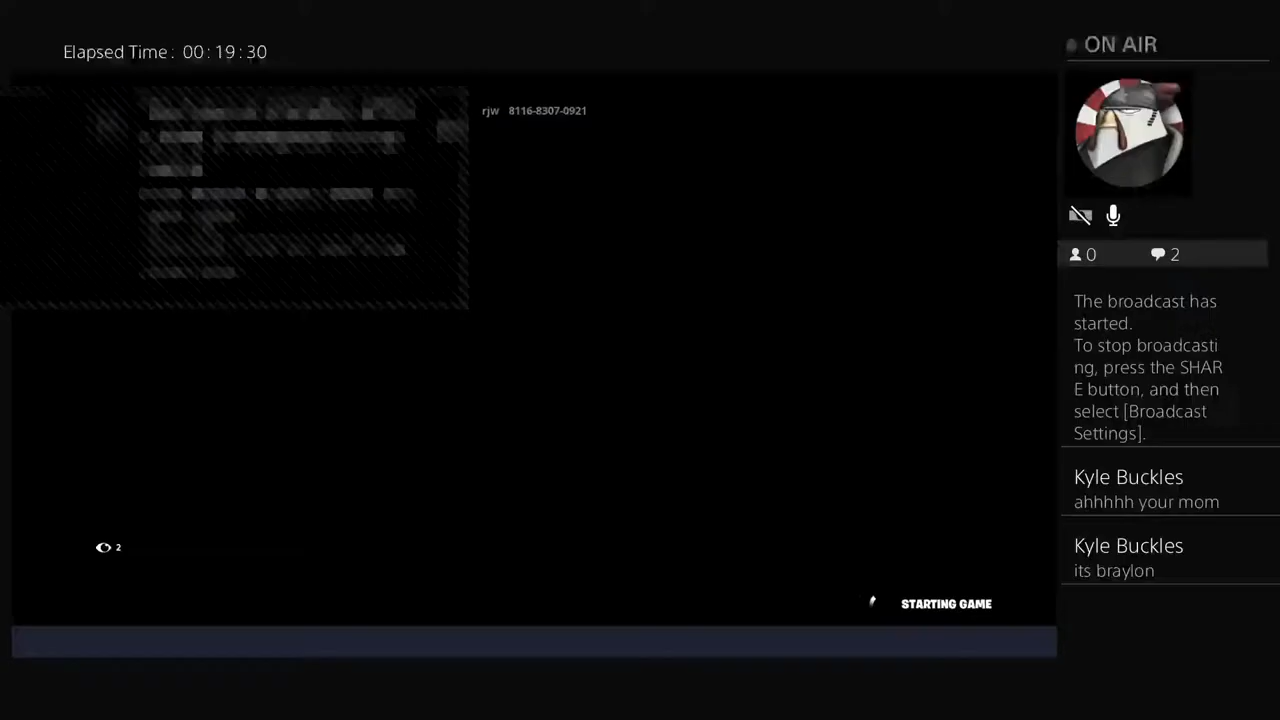 Elapsed Time: 00:19:30
ON AIR
rjw 8116-8307-0921
0 2
The broadcast has
started.
To stop broadcasti
ng, press the SHAR
E button, and then
select [Broadcast
Settings].
Kyle Buckles
ahhhhh your mom
Kyle Buckles
its braylon
2
STARTING GAME